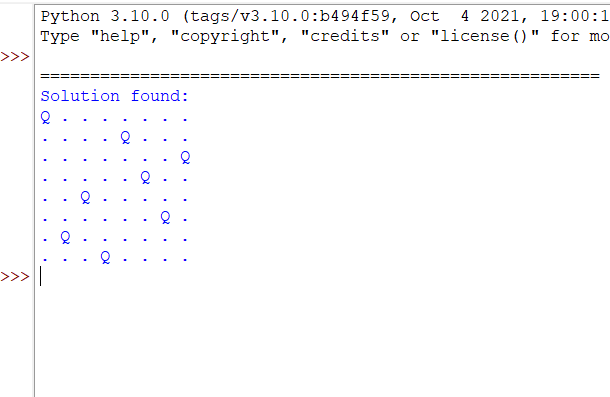 Python 3.10.0 (tags/v3.10.0:b494f59, Oct  4 2021, 19:00:1
Type "help", "copyright", "credits" or "license()" for mo
>>>
========================================================
Solution found:
Q . . . . . . .
. . . . Q . . .
. . . . . . . Q
. . . . . Q . .
. . Q . . . . .
. . . . . . Q .
. Q . . . . . .
. . . Q . . . .
>>>